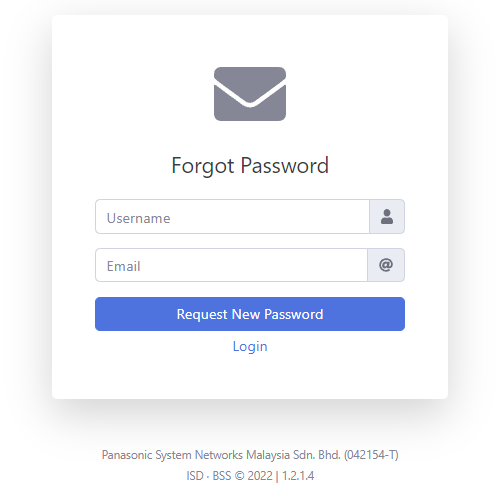 Forgot Password
Username
Email
@
Request New Password
Login
Panasonic System Networks Malaysia Sdn. Bhd. (042154-T)
ISD · BSS © 2022 | 1.2.1.4